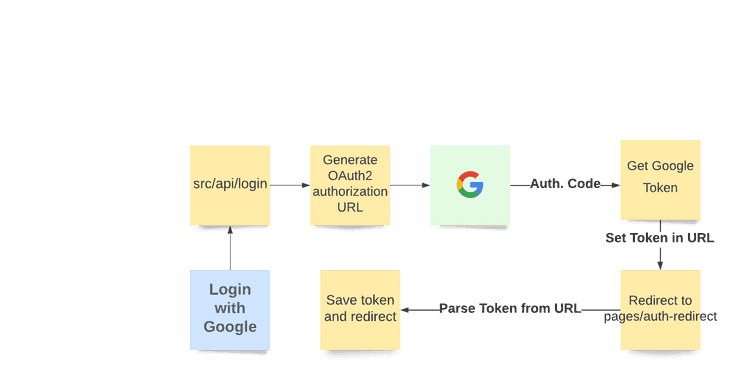 src/api/login
Generate
OAuth2
authorization
URL
Auth. Code
Get Google
Token
Set Token in URL
Login
with
Google
Save token
and redirect
Parse Token from URL
Redirect to
pages/auth-redirect